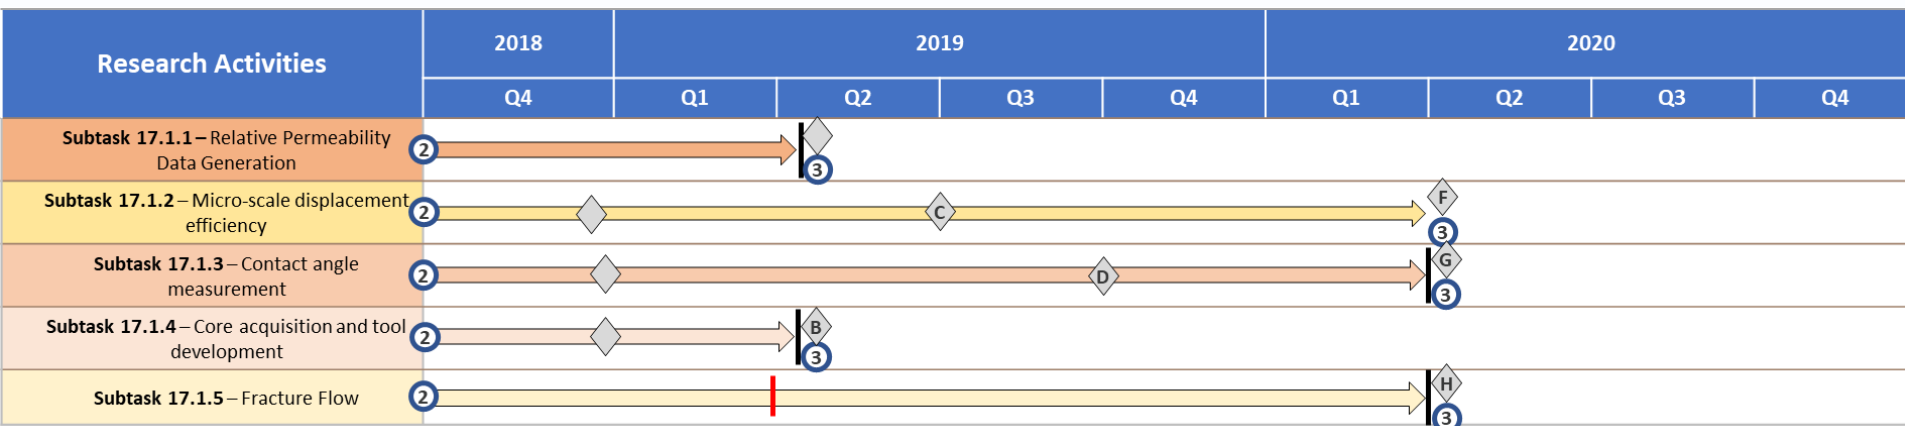 Research Activities
2018 2019 2020
Q4 Q1 Q2 Q3 Q4 Q1 Q2 Q3 Q4
Subtask 17.1.1 – Relative Permeability
Data Generation
2 3
Subtask 17.1.2 – Micro-scale displacement
efficiency
2 C F
3
Subtask 17.1.3 – Contact angle
measurement
2 D G
3
Subtask 17.1.4 – Core acquisition and tool
development
2 B
3
Subtask 17.1.5 – Fracture Flow
2 H
3